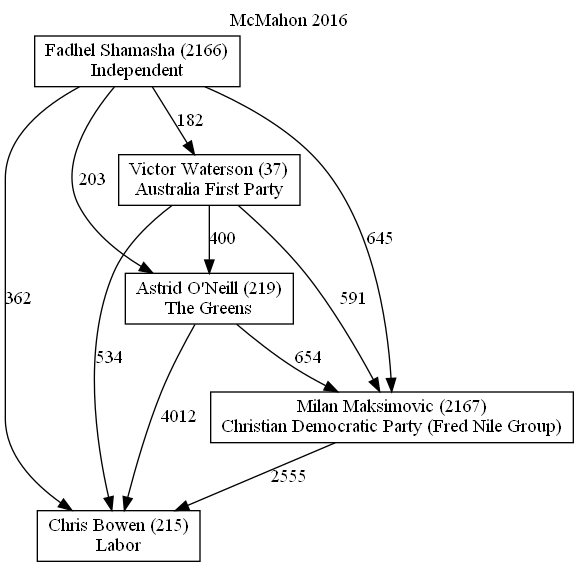 McMahon 2016
Fadhel Shamasha (2166)
Independent
182
Victor Waterson (37)
Australia First Party
203
400
645
Astrid O'Neill (219)
The Greens
362
591
534
654
Milan Maksimovic (2167)
Christian Democratic Party (Fred Nile Group)
4012
2555
Chris Bowen (215)
Labor